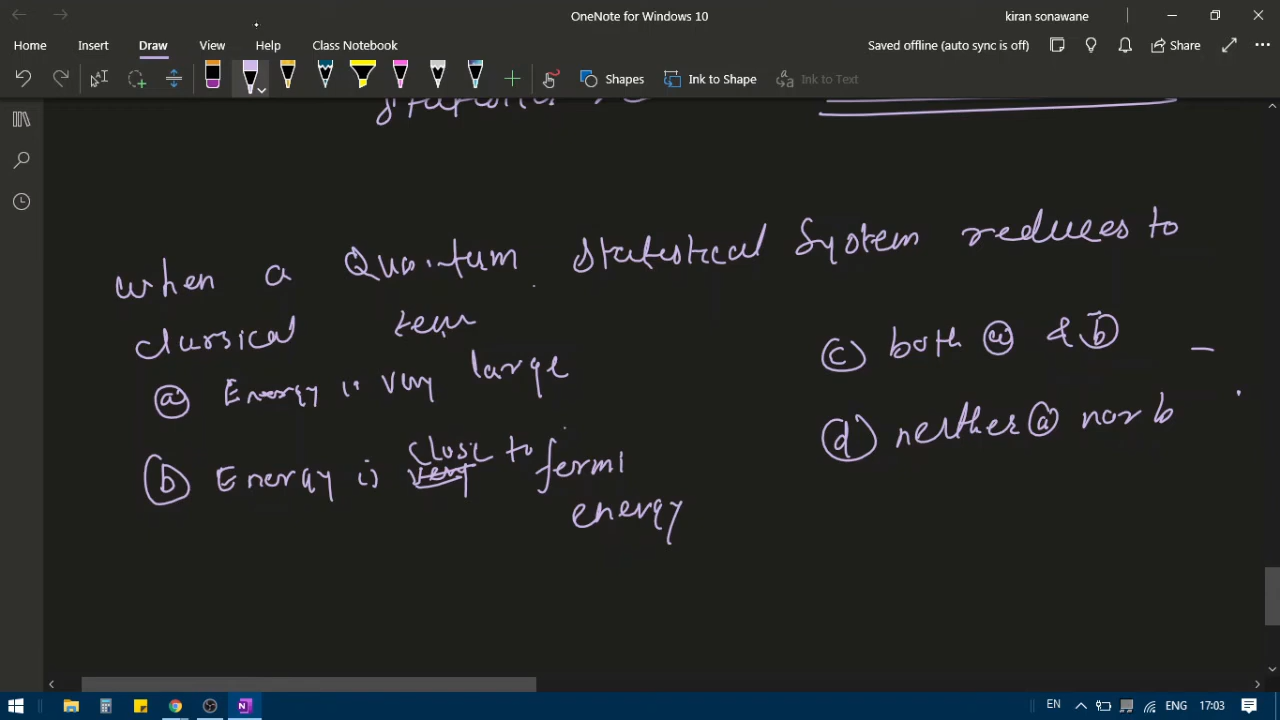 OneNote for Windows 10
kiran sonawane
Home Insert Draw View Help Class Notebook
Saved offline (auto sync is off)
Share
Shapes
Ink to Shape
Ink to Text
when a Quantum statistical System reduces to
classical
(a) Energy is very large
(b) Energy is close to fermi
energy
(c) both (a) & (b)
(d) neither (a) nor b
EN
ENG
17:03